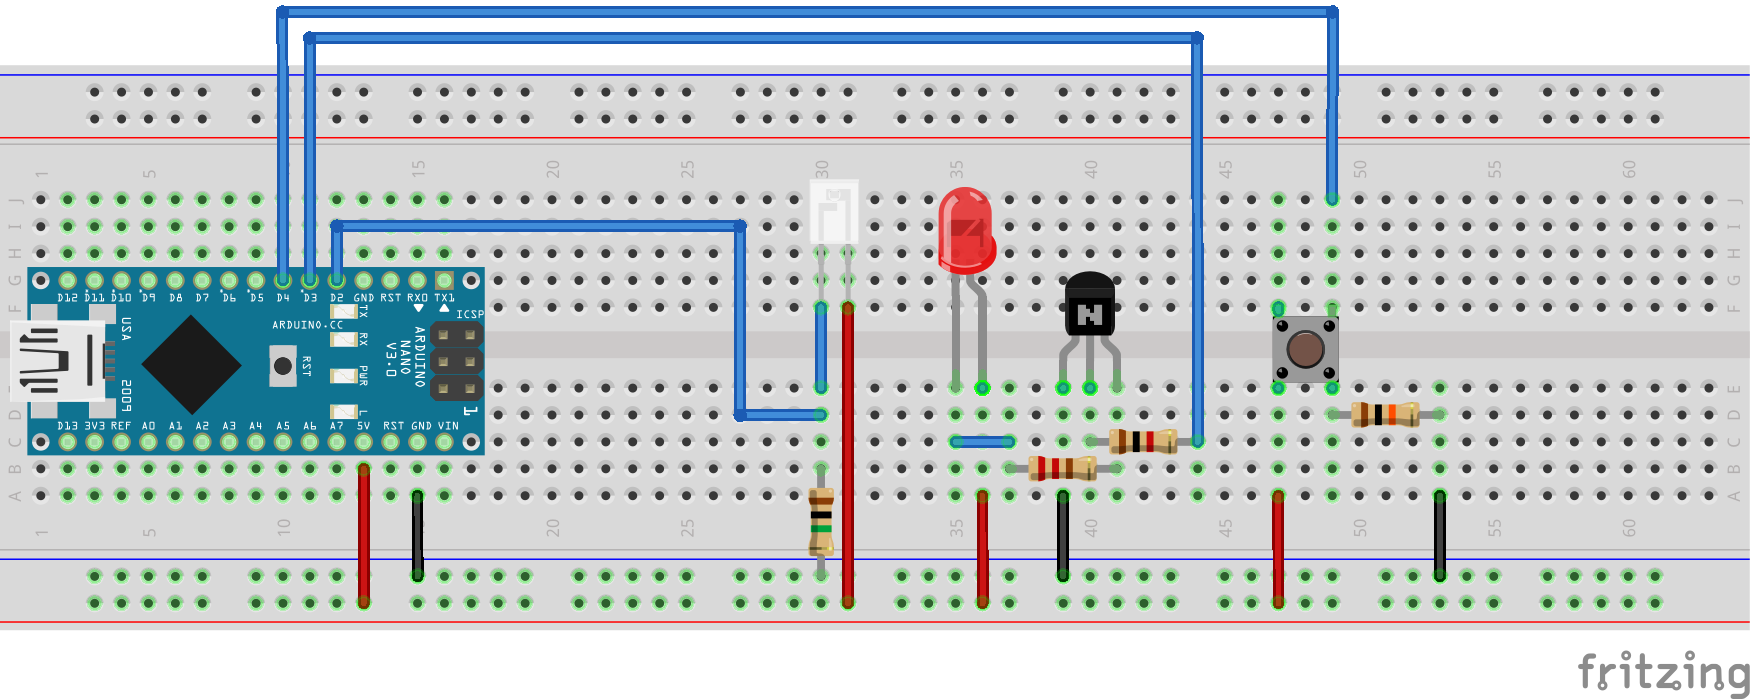 1 5 10 15 20 25 30 35 40 45 50 55 60
J J
I I
H H
G G
F F
D12 D11 D10 D9 D8 D7 D6 D5 D4 D3 D2 GND RST RX0 TX1
ARDUINO.CC
TX
RX
PWR
L
RST
USA
2009
ARDUINO
NANO
V3.0
ICSP
1
N
D13 3V3 REF A0 A1 A2 A3 A4 A5 A6 A7 5V RST GND VIN
E E
D D
C C
B B
A A
1 5 10 15 20 25 30 35 40 45 50 55 60
fritzing